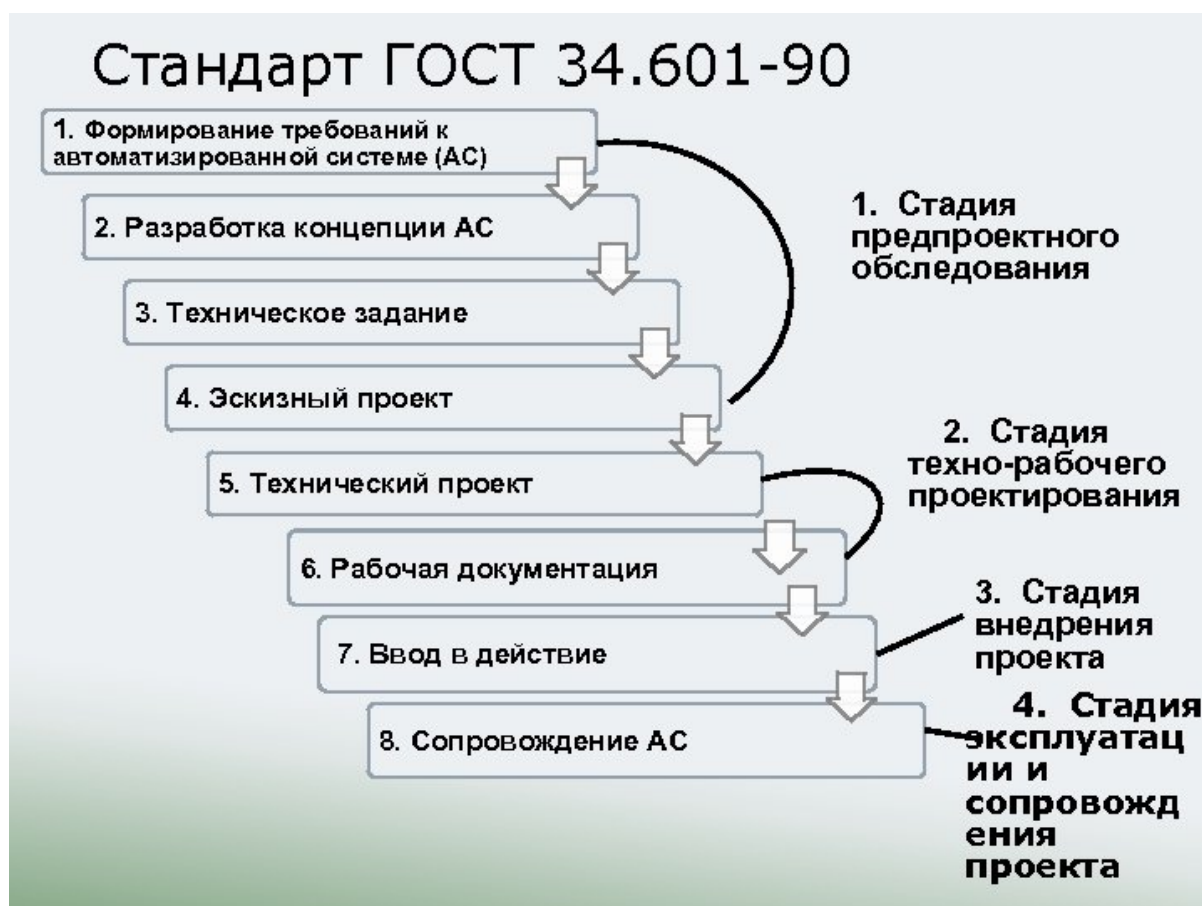 Стандарт ГОСТ 34.601-90
1. Формирование требований к
автоматизированной системе (АС)
2. Разработка концепции АС
3. Техническое задание
4. Эскизный проект
5. Технический проект
6. Рабочая документация
7. Ввод в действие
8. Сопровождение АС
1. Стадия
предпроектного
обследования
2. Стадия
техно-рабочего
проектирования
3. Стадия
внедрения
проекта
4. Стадия
эксплуатац
ии и
сопровожд
ения
проекта